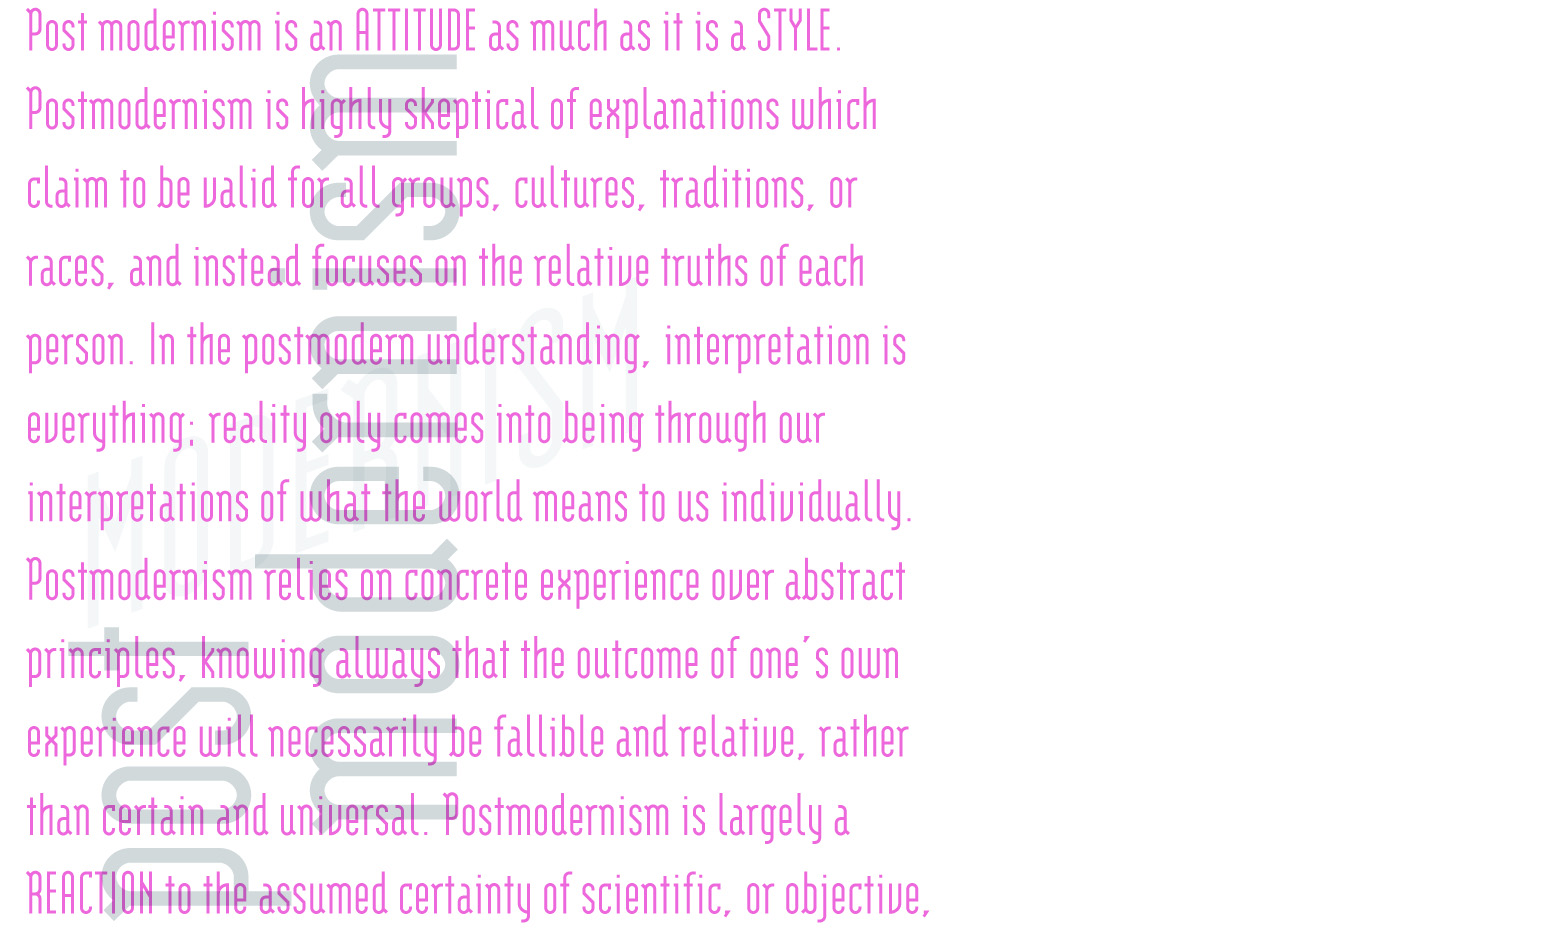 Post modernism is an ATTITUDE as much as it is a STYLE.
Postmodernism is highly skeptical of explanations which
claim to be valid for all groups, cultures, traditions, or
races, and instead focuses on the relative truths of each
person. In the postmodern understanding, interpretation is
everything; reality only comes into being through our
interpretations of what the world means to us individually.
Postmodernism relies on concrete experience over abstract
principles, knowing always that the outcome of one's own
experience will necessarily be fallible and relative, rather
than certain and universal. Postmodernism is largely a
REACTION to the assumed certainty of scientific, or objective,
post
modernism
MODERNISM